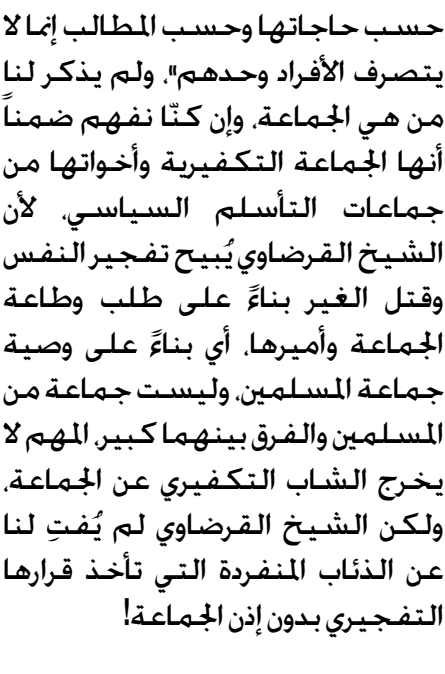 حسب حاجاتها وحسب المطالب إنما لا
يتصرف الأفراد وحدهم"، ولم يذكر لنا
من هي الجماعة، وإن كنّا نفهم ضمناً
أنها الجماعة التكفيرية وأخواتها من
جماعات التأسلم السياسي، لأن
الشيخ القرضاوي يُبيح تفجير النفس
وقتل الغير بناءً على طلب وطاعة
الجماعة وأميرها، أي بناءً على وصية
جماعة المسلمين، وليست جماعة من
المسلمين والفرق بينهما كبير، المهم لا
يخرج الشاب التكفيري عن الجماعة،
ولكن الشيخ القرضاوي لم يُفتِ لنا
عن الذئاب المنفردة التي تأخذ قرارها
التفجيري بدون إذن الجماعة!